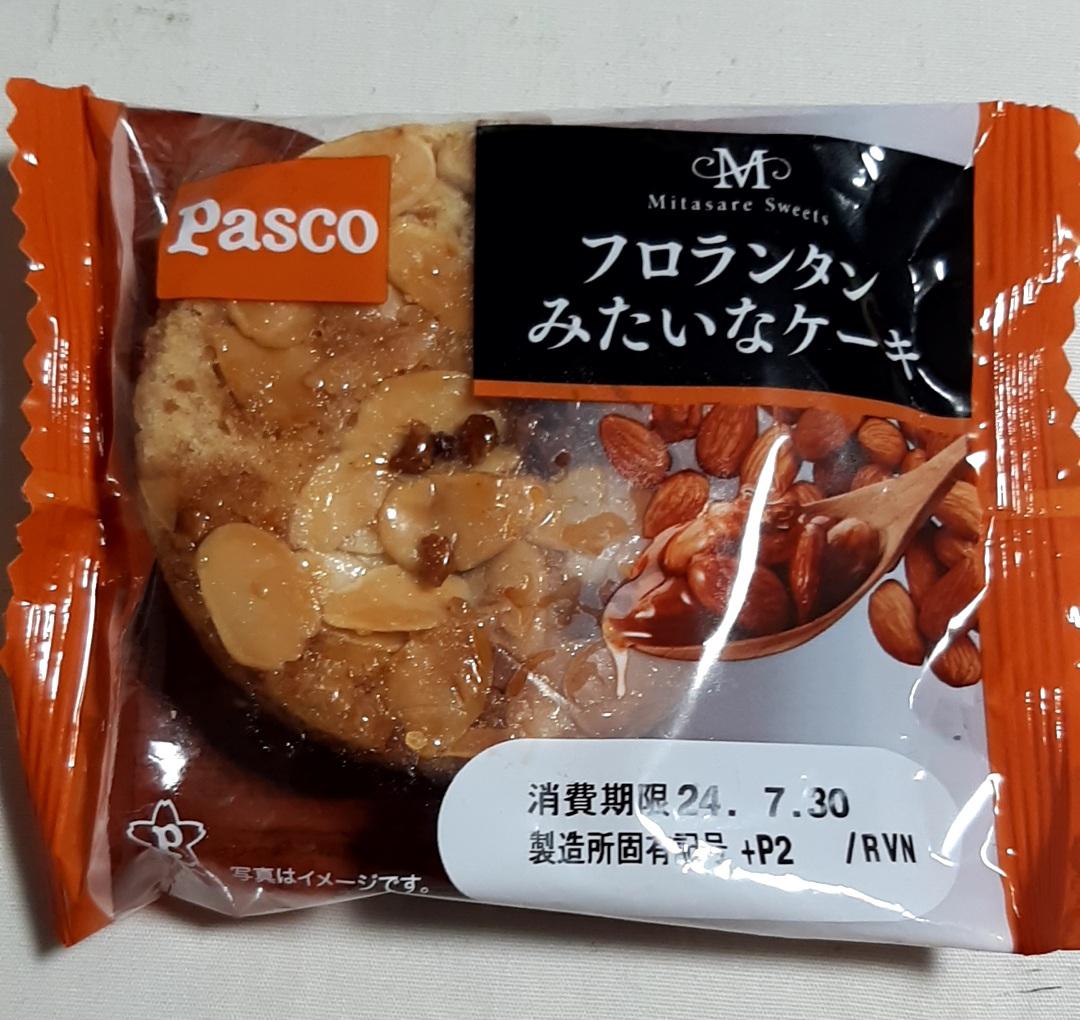 Pasco
M
Mitasare Sweets
フロランタン
みたいなケーキ
消費期限 24. 7.30
製造所固有記号 +P2 /RVN
P
写真はイメージです。